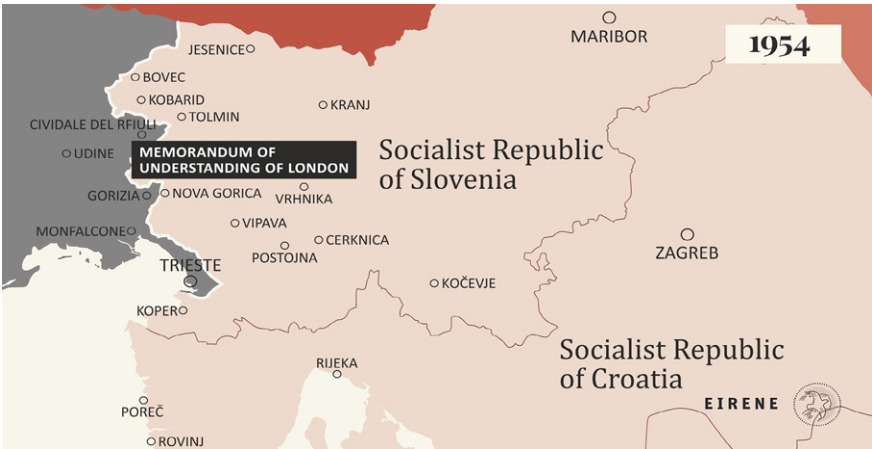 MARIBOR
1954
JESENICE
BOVEC
KOBARID
KRANJ
TOLMIN
CIVIDALE DEL RFIULI
UDINE
MEMORANDUM OF
UNDERSTANDING OF LONDON
Socialist Republic
of Slovenia
GORIZIA
NOVA GORICA
VRHNIKA
VIPAVA
MONFALCONE
CERKNICA
POSTOJNA
ZAGREB
TRIESTE
KOČEVJE
KOPER
Socialist Republic
of Croatia
RIJEKA
EIRENE
POREČ
ROVINJ